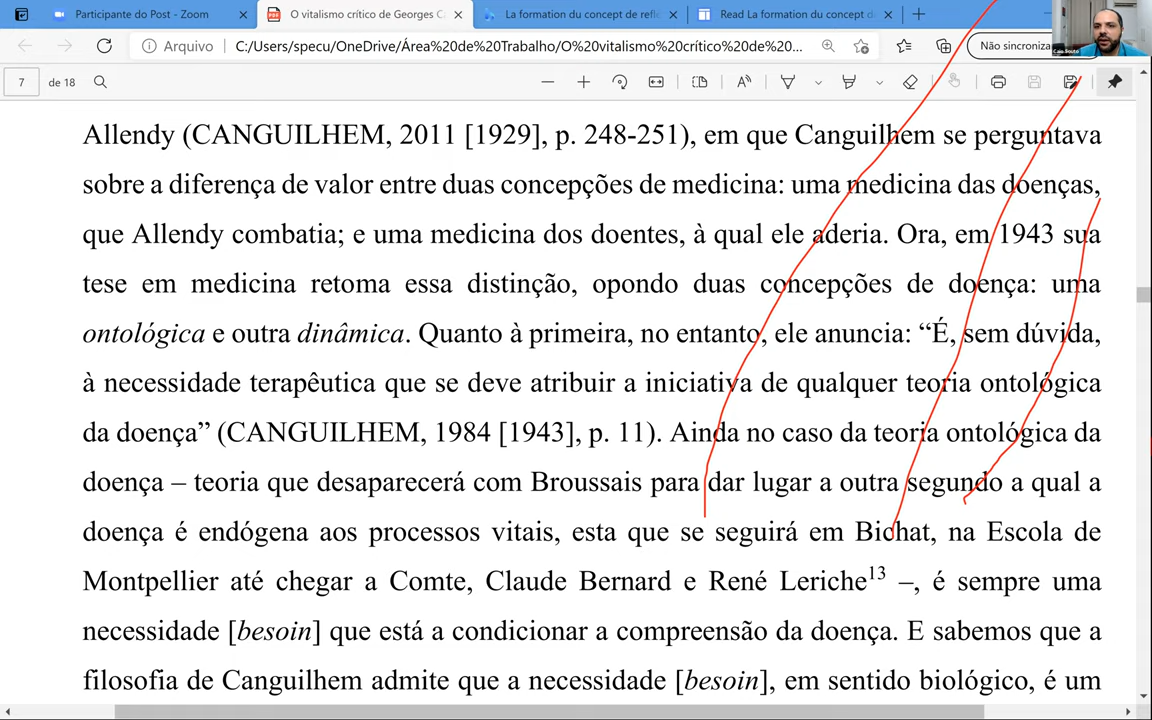 Participante do Post - Zoom
O vitalismo crítico de Georges C
La formation du concept de refle
Read La formation du concept d
Arquivo
C:/Users/specu/OneDrive/Área%20de%20Trabalho/O%20vitalismo%20crítico%20de%20...
Não sincroniza
7 de 18
Allendy (CANGUILHEM, 2011 [1929], p. 248-251), em que Canguilhem se perguntava
sobre a diferença de valor entre duas concepções de medicina: uma medicina das doenças,
que Allendy combatia; e uma medicina dos doentes, à qual ele aderia. Ora, em 1943 sua
tese em medicina retoma essa distinção, opondo duas concepções de doença: uma
ontológica e outra dinâmica. Quanto à primeira, no entanto, ele anuncia: “É, sem dúvida,
à necessidade terapêutica que se deve atribuir a iniciativa de qualquer teoria ontológica
da doença” (CANGUILHEM, 1984 [1943], p. 11). Ainda no caso da teoria ontológica da
doença – teoria que desaparecerá com Broussais para dar lugar a outra segundo a qual a
doença é endógena aos processos vitais, esta que se seguirá em Bichat, na Escola de
Montpellier até chegar a Comte, Claude Bernard e René Leriche13 –, é sempre uma
necessidade [besoin] que está a condicionar a compreensão da doença. E sabemos que a
filosofia de Canguilhem admite que a necessidade [besoin], em sentido biológico, é um